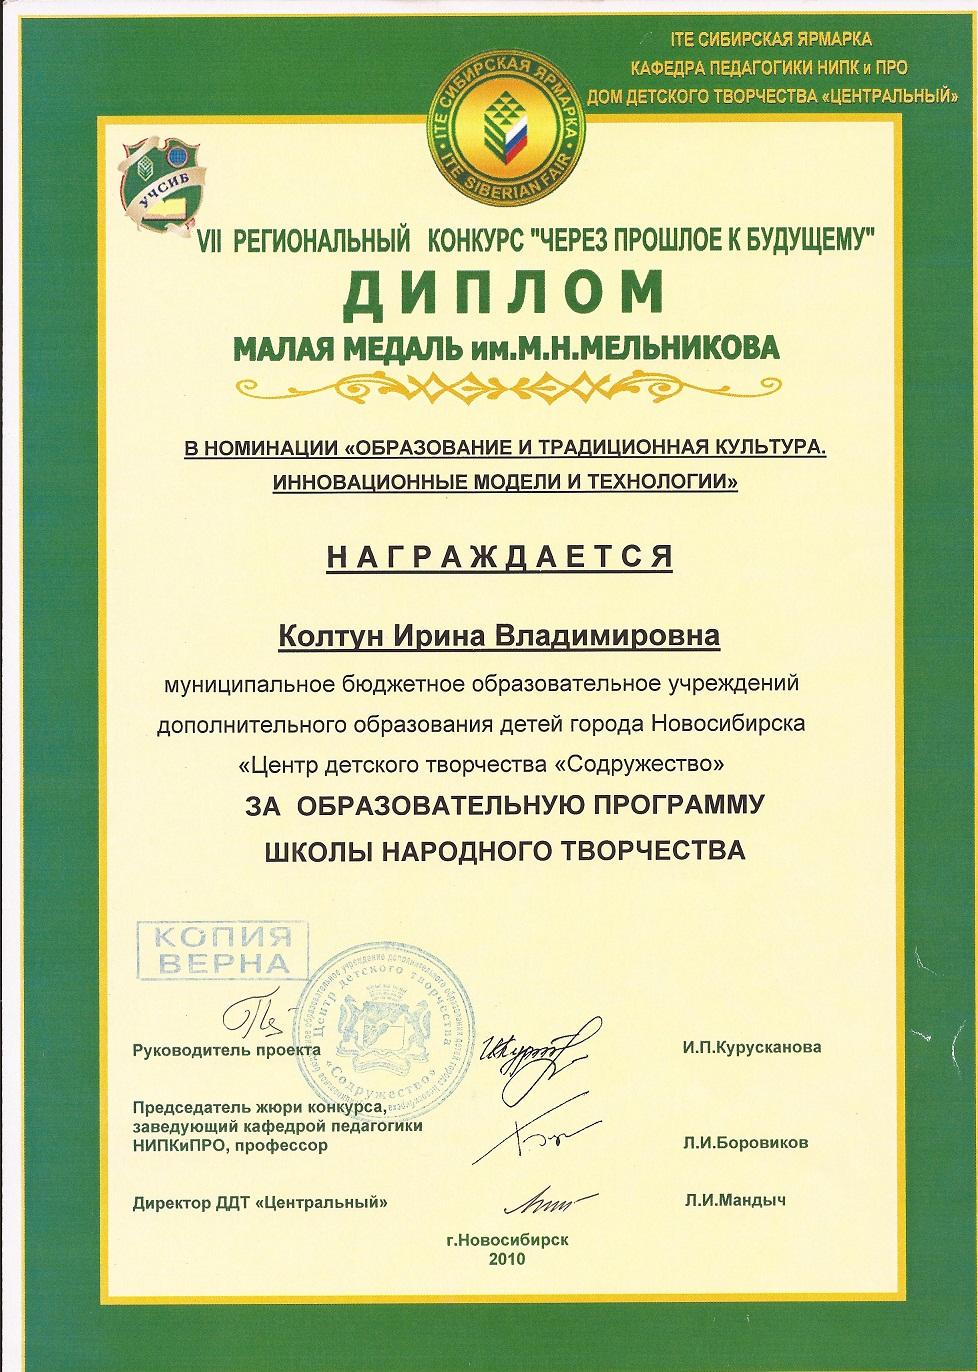 ITE СИБИРСКАЯ ЯРМАРКА
КАФЕДРА ПЕДАГОГИКИ НИПК и ПРО
ДОМ ДЕТСКОГО ТВОРЧЕСТВА «ЦЕНТРАЛЬНЫЙ»
ITE СИБИРСКАЯ ЯРМАРКА
ITE SIBERIAN FAIR
УЧСИБ
VII РЕГИОНАЛЬНЫЙ КОНКУРС "ЧЕРЕЗ ПРОШЛОЕ К БУДУЩЕМУ"
ДИПЛОМ
МАЛАЯ МЕДАЛЬ им.М.Н.МЕЛЬНИКОВА
В НОМИНАЦИИ «ОБРАЗОВАНИЕ И ТРАДИЦИОННАЯ КУЛЬТУРА.
ИННОВАЦИОННЫЕ МОДЕЛИ И ТЕХНОЛОГИИ»
НАГРАЖДАЕТСЯ
Колтун Ирина Владимировна
муниципальное бюджетное образовательное учреждений
дополнительного образования детей города Новосибирска
«Центр детского творчества «Содружество»
ЗА ОБРАЗОВАТЕЛЬНУЮ ПРОГРАММУ
ШКОЛЫ НАРОДНОГО ТВОРЧЕСТВА
КОПИЯ
ВЕРНА
Центр детского творчества
«Содружество»
Руководитель проекта
И.П.Курусканова
Председатель жюри конкурса,
заведующий кафедрой педагогики
НИПКиПРО, профессор
Л.И.Боровиков
Директор ДДТ «Центральный»
Л.И.Мандыч
г.Новосибирск
2010